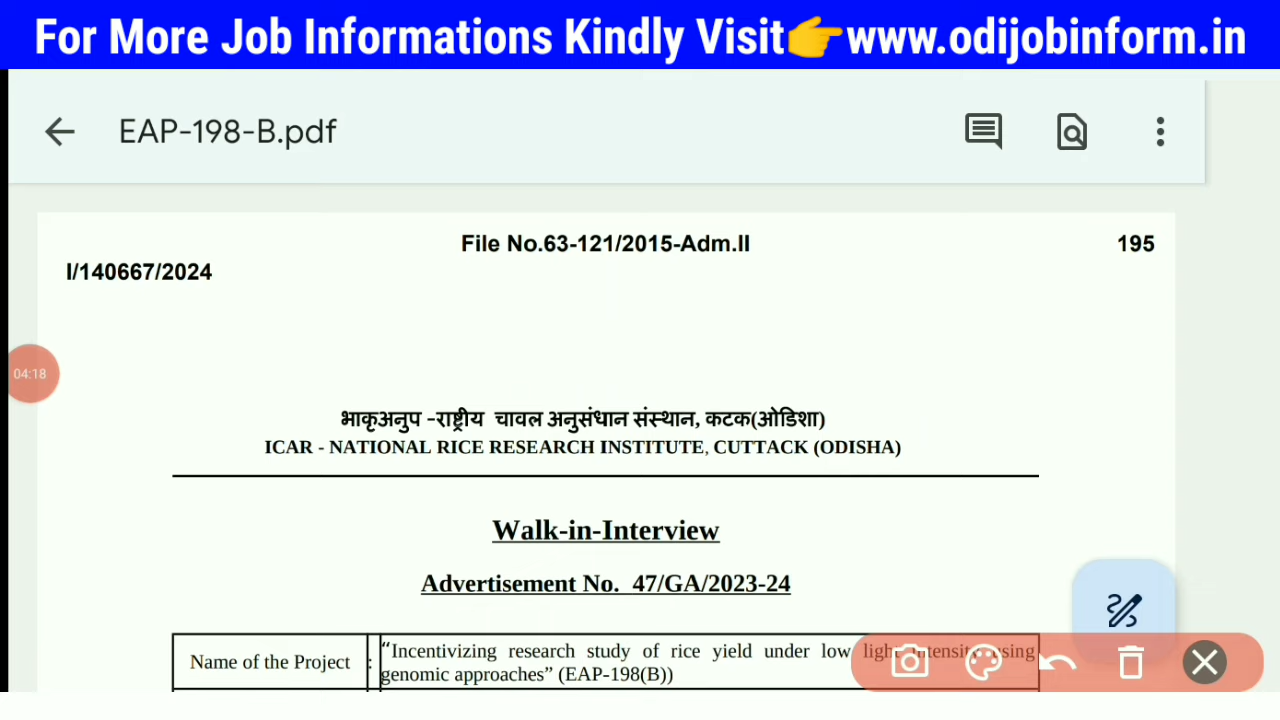 For More Job Informations Kindly Visit👉www.odijobinform.in
EAP-198-B.pdf
File No.63-121/2015-Adm.II 195
I/140667/2024
04:18
भाकृअनुप -राष्ट्रीय चावल अनुसंधान संस्थान, कटक(ओडिशा)
ICAR - NATIONAL RICE RESEARCH INSTITUTE, CUTTACK (ODISHA)
Walk-in-Interview
Advertisement No. 47/GA/2023-24
Name of the Project : “Incentivizing research study of rice yield under low light intensity using
genomic approaches” (EAP-198(B))